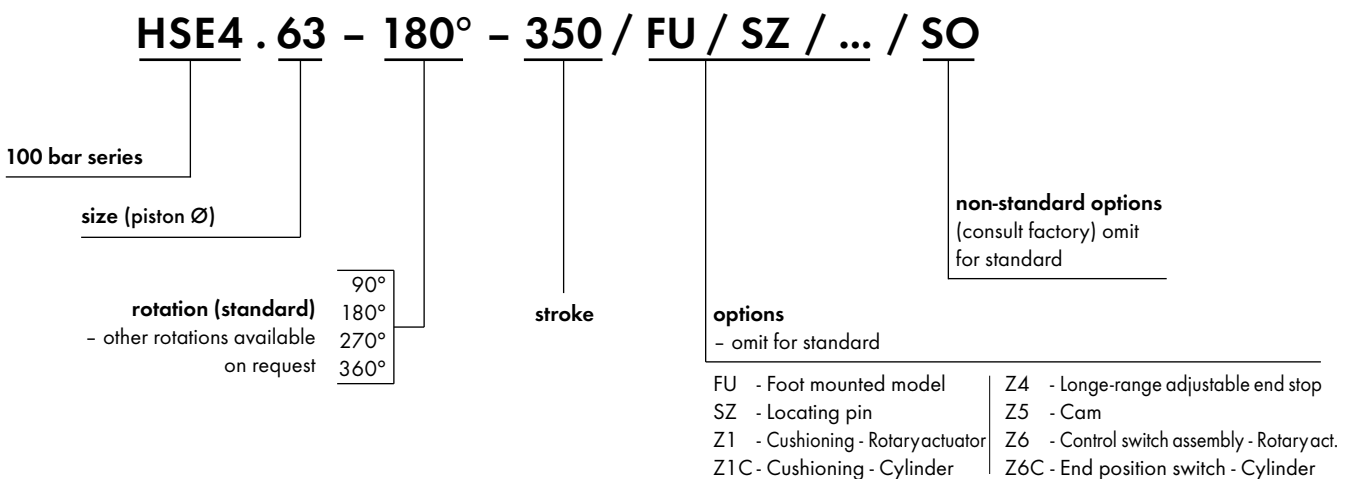 HSE4 . 63 – 180° – 350 / FU / SZ / ... / SO
100 bar series
size (piston Ø)
rotation (standard)
– other rotations available
on request
90°
180°
270°
360°
stroke
options
– omit for standard
non-standard options
(consult factory) omit
for standard
FU - Foot mounted model
SZ - Locating pin
Z1 - Cushioning - Rotary actuator
Z1C - Cushioning - Cylinder
Z4 - Longe-range adjustable end stop
Z5 - Cam
Z6 - Control switch assembly - Rotary act.
Z6C - End position switch - Cylinder